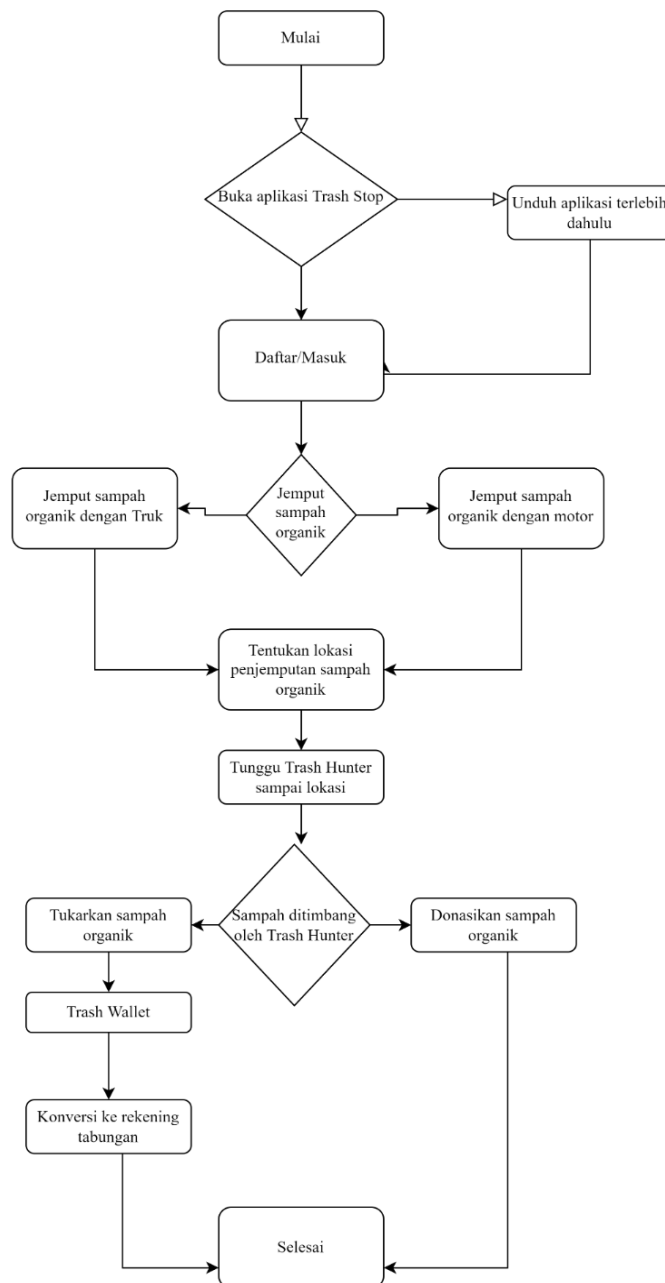 Mulai
Buka aplikasi Trash Stop
Unduh aplikasi terlebih
dahulu
Daftar/Masuk
Jemput sampah
organik dengan Truk
Jemput
sampah
organik
Jemput sampah
organik dengan motor
Tentukan lokasi
penjemputan sampah
organik
Tunggu Trash Hunter
sampai lokasi
Tukarkan sampah
organik
Sampah ditimbang
oleh Trash Hunter
Donasikan sampah
organik
Trash Wallet
Konversi ke rekening
tabungan
Selesai